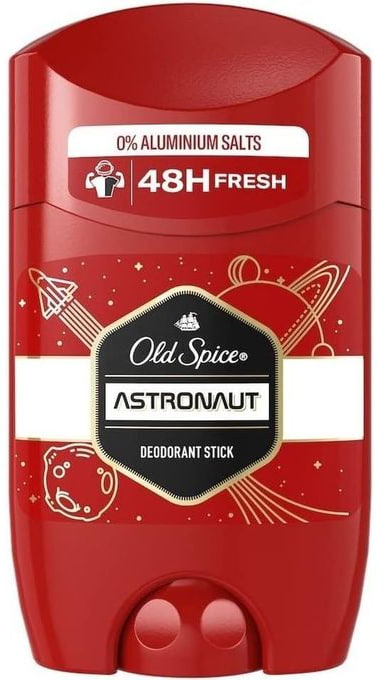 0% ALUMINIUM SALTS
48H FRESH
Old Spice®
ASTRONAUT
DEODORANT STICK